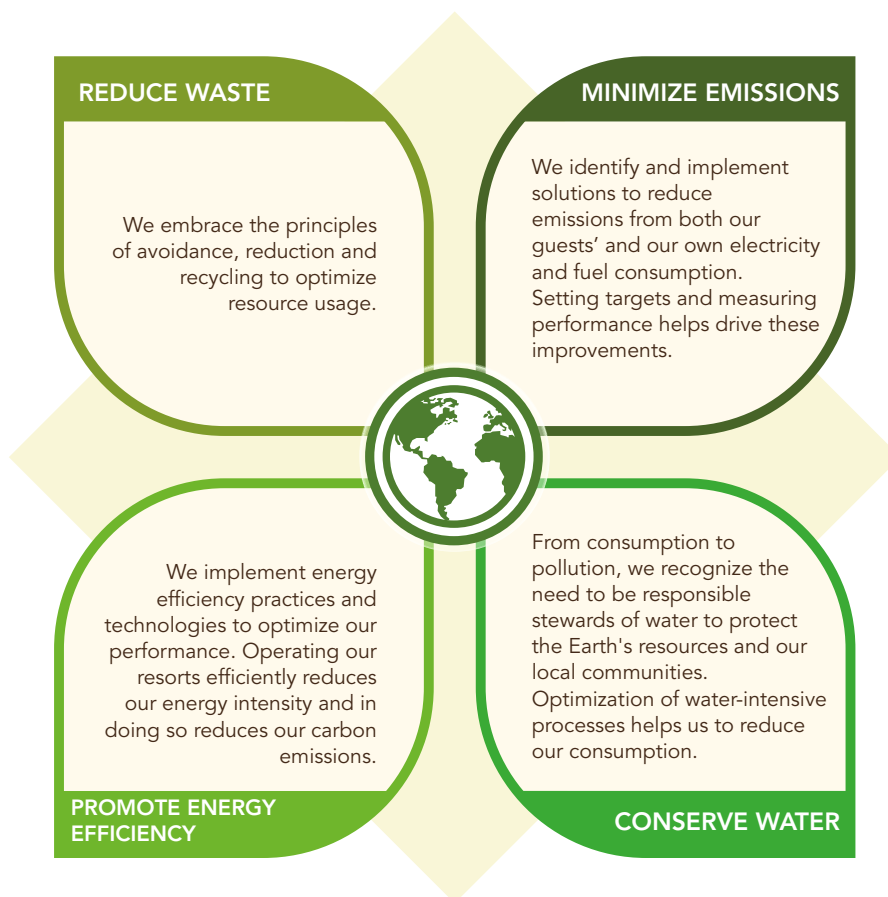 REDUCE WASTE
We embrace the principles
of avoidance, reduction and
recycling to optimize
resource usage.
MINIMIZE EMISSIONS
We identify and implement
solutions to reduce
emissions from both our
guests’ and our own electricity
and fuel consumption.
Setting targets and measuring
performance helps drive these
improvements.
We implement energy
efficiency practices and
technologies to optimize our
performance. Operating our
resorts efficiently reduces
our energy intensity and in
doing so reduces our carbon
emissions.
PROMOTE ENERGY
EFFICIENCY
From consumption to
pollution, we recognize the
need to be responsible
stewards of water to protect
the Earth's resources and our
local communities.
Optimization of water-intensive
processes helps us to reduce
our consumption.
CONSERVE WATER